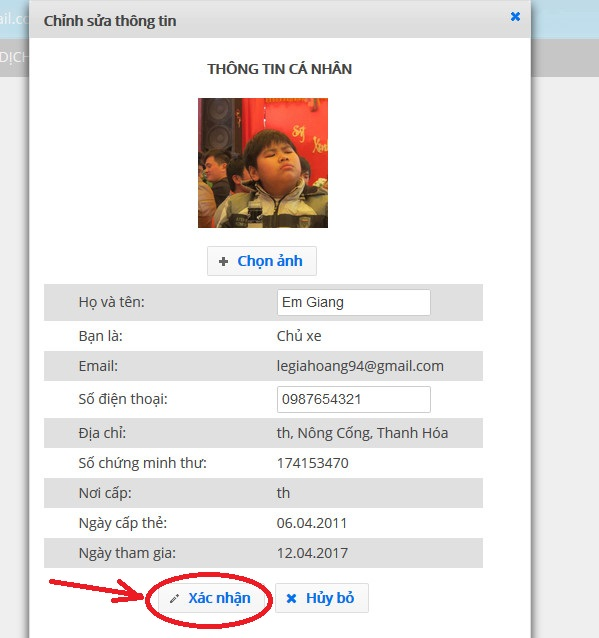 ail.co
Chỉnh sửa thông tin
DỊCH
THÔNG TIN CÁ NHÂN
Chọn ảnh
Họ và tên: Em Giang
Bạn là: Chủ xe
Email: legiahoang94@gmail.com
Số điện thoại: 0987654321
Địa chỉ: th, Nông Cống, Thanh Hóa
Số chứng minh thư: 174153470
Nơi cấp: th
Ngày cấp thẻ: 06.04.2011
Ngày tham gia: 12.04.2017
Xác nhận Hủy bỏ